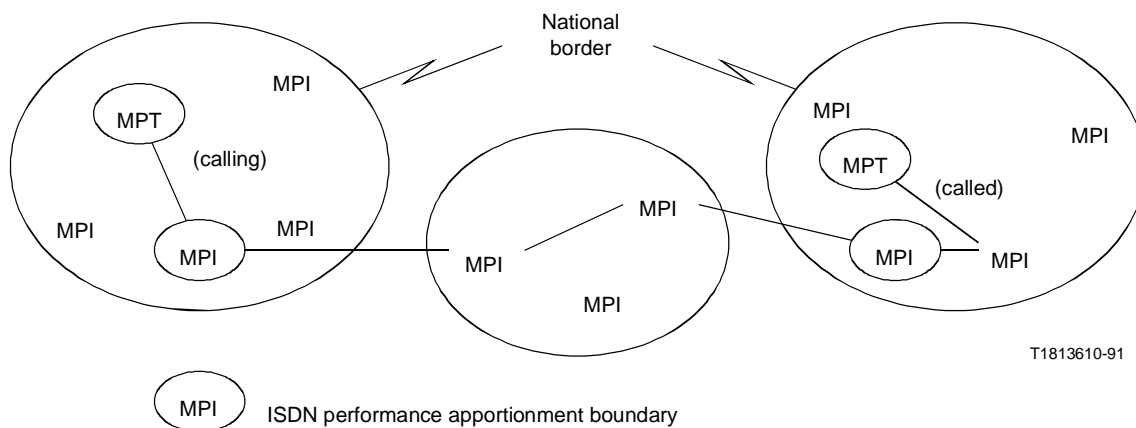 National
border
MPI
MPI
MPT
MPI
MPT
(calling)
(called)
MPI
MPI
MPI
MPI
MPI
MPI
MPI
MPI
T1813610-91
MPI
ISDN performance apportionment boundary